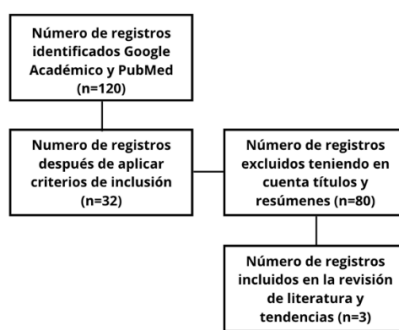 Número de registros
identificados Google
Académico y PubMed
(n=120)
Numero de registros
después de aplicar
criterios de inclusión
(n=32)
Número de registros
excluidos teniendo en
cuenta títulos y
resúmenes (n=80)
Número de registros
incluidos en la revisión
de literatura y
tendencias (n=3)